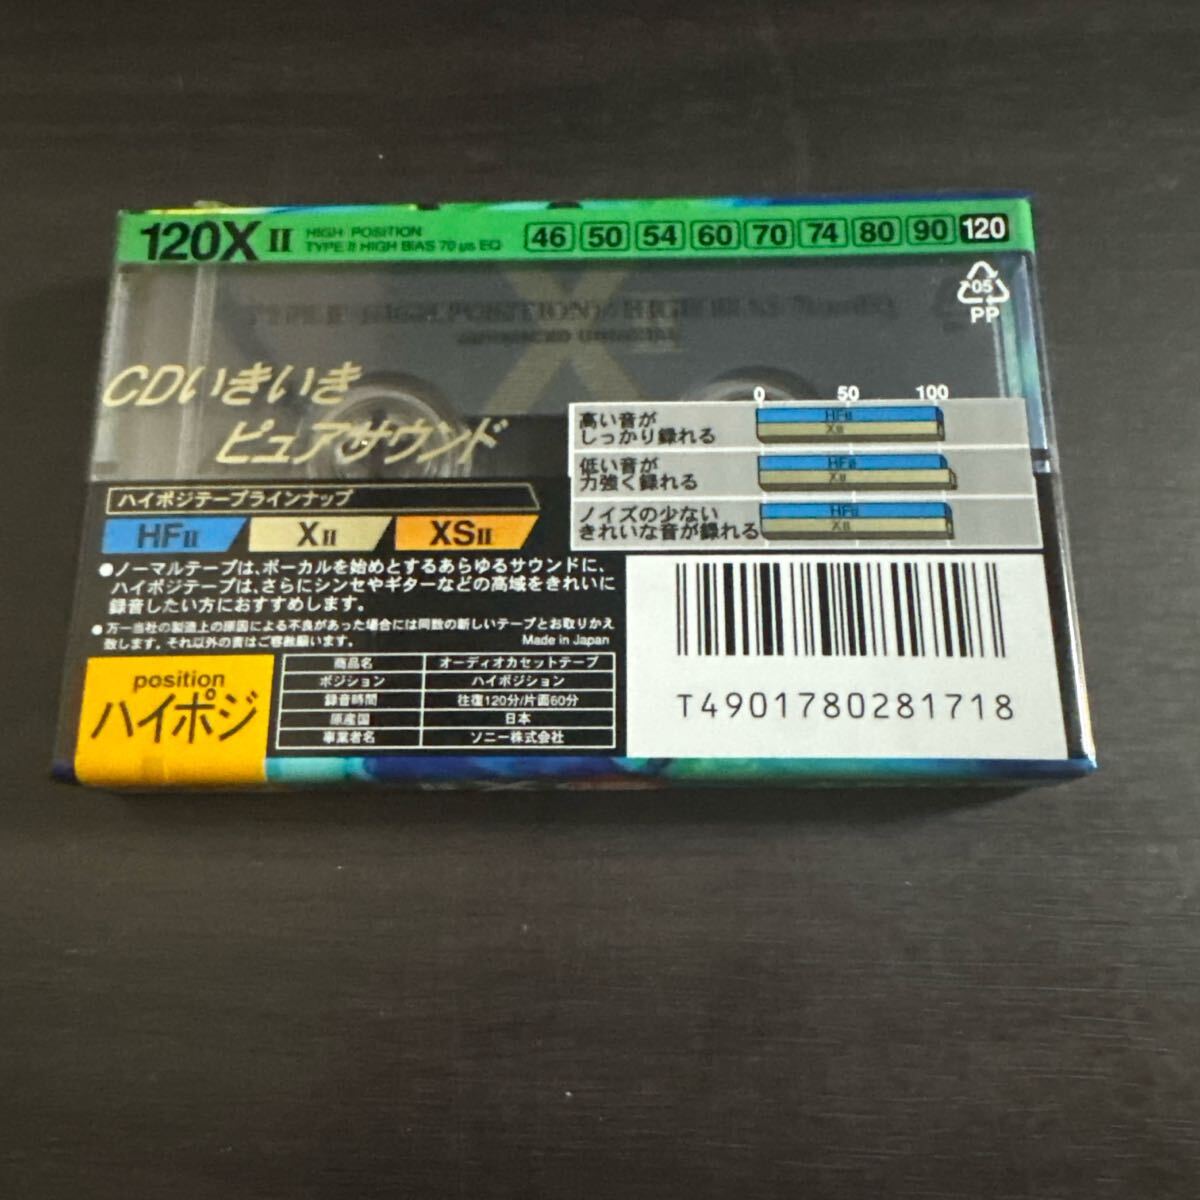 120X II
HIGH POSITION
TYPE II HIGH BIAS 70 μs EQ
46 50 54 60 70 74 80 90 120
05
PP
CDいきいき
ピュアサウンド
0 50 100
高い音が
しっかり録れる
HFII
XII
低い音が
力強く録れる
HFII
XII
ノイズの少ない
きれいな音が録れる
HFII
XII
ハイポジテープラインナップ
HFII XII XSII
●ノーマルテープは、ボーカルを始めとするあらゆるサウンドに、
ハイポジテープは、さらにシンセやギターなどの高域をきれいに
録音したい方におすすめします。
●万一当社の製造上の原因による不良があった場合には同数の新しいテープとお取りかえ
致します。それ以外の責はご容赦願います。
Made in Japan
position
ハイポジ
商品名 オーディオカセットテープ
ポジション ハイポジション
録音時間 往復120分/片面60分
原産国 日本
事業者名 ソニー株式会社
T4901780281718